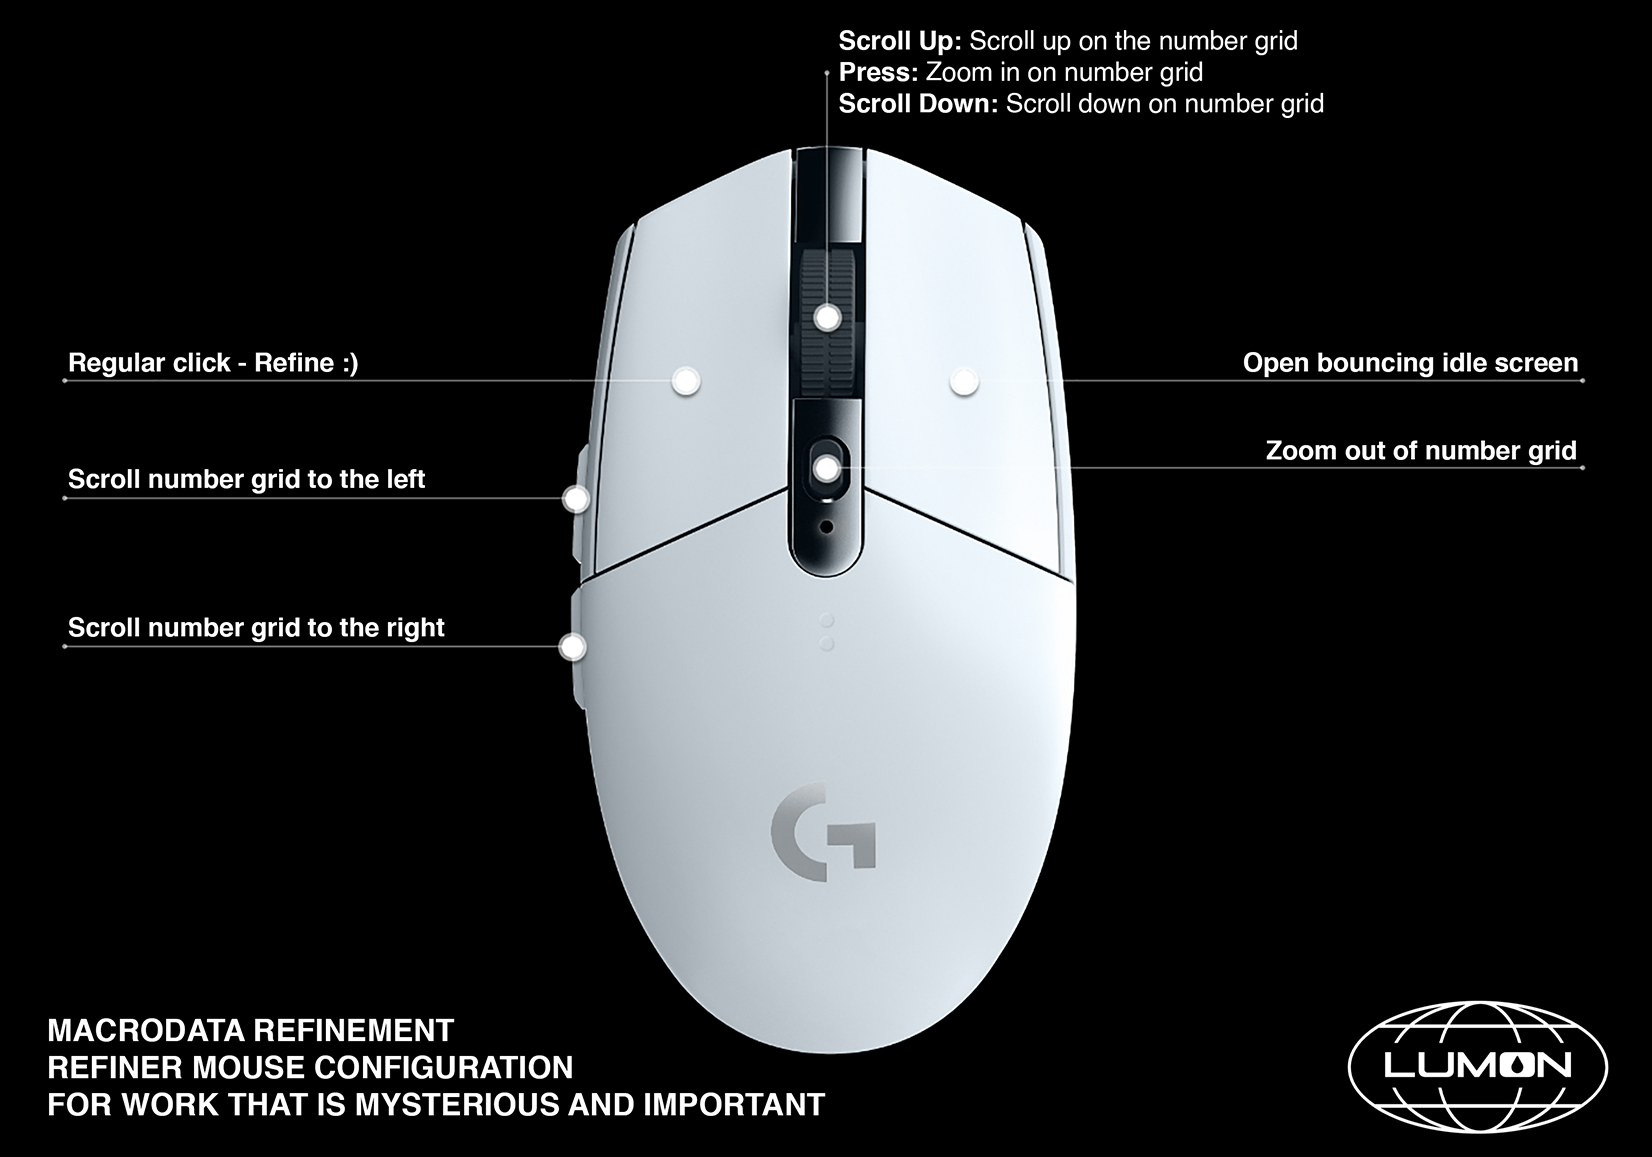 Scroll Up: Scroll up on the number grid
Press: Zoom in on number grid
Scroll Down: Scroll down on number grid
Regular click - Refine :)
Open bouncing idle screen
Zoom out of number grid
Scroll number grid to the left
Scroll number grid to the right
G
MACRODATA REFINEMENT
REFINER MOUSE CONFIGURATION
FOR WORK THAT IS MYSTERIOUS AND IMPORTANT
LUMON